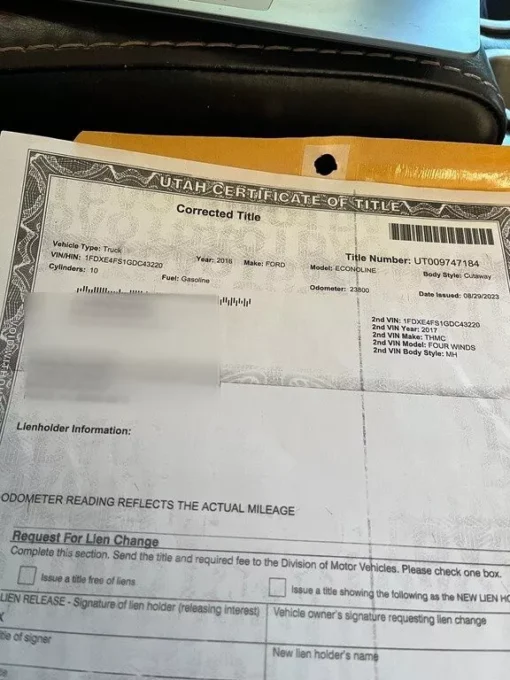 UTAH CERTIFICATE OF TITLE
Corrected Title
Vehicle Type: Truck
Title Number: UT009747184
VIN/HIN: 1FDXE4FS1GDC43220 Year: 2016 Make: FORD Model: ECONOLINE Body Style: Cutaway
Cylinders: 10 Fuel: Gasoline Odometer: 23800 Date Issued: 08/29/2023
2nd VIN: 1FDXE4FS1GDC43220
2nd VIN Year: 2017
2nd VIN Make: THMC
2nd VIN Model: FOUR WINDS
2nd VIN Body Style: MH
Lienholder Information:
ODOMETER READING REFLECTS THE ACTUAL MILEAGE
Request For Lien Change
Complete this section. Send the title and required fee to the Division of Motor Vehicles. Please check one box.
Issue a title free of liens
Issue a title showing the following as the NEW LIEN
LIEN RELEASE - Signature of lien holder (releasing interest)
Vehicle owner's signature requesting lien change
X
of signer
New lien holder's name